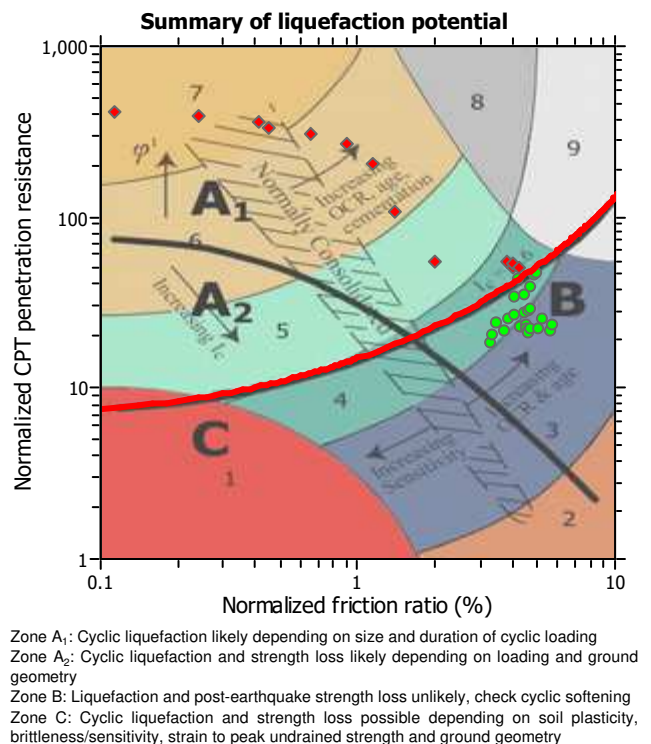 Summary of liquefaction potential
1,000
100
10
1
Normalized CPT penetration resistance
7
8
9
φ'
A1
Increasing
OCR, age,
cementation
Normally Consolidated
6
A2
Increasing Ic
5
B
4
Increasing
OCR & age
3
C
1
Increasing
Sensitivity
2
0.1
1
10
Normalized friction ratio (%)
Zone A1: Cyclic liquefaction likely depending on size and duration of cyclic loading
Zone A2: Cyclic liquefaction and strength loss likely depending on loading and ground
geometry
Zone B: Liquefaction and post-earthquake strength loss unlikely, check cyclic softening
Zone C: Cyclic liquefaction and strength loss possible depending on soil plasticity,
brittleness/sensitivity, strain to peak undrained strength and ground geometry